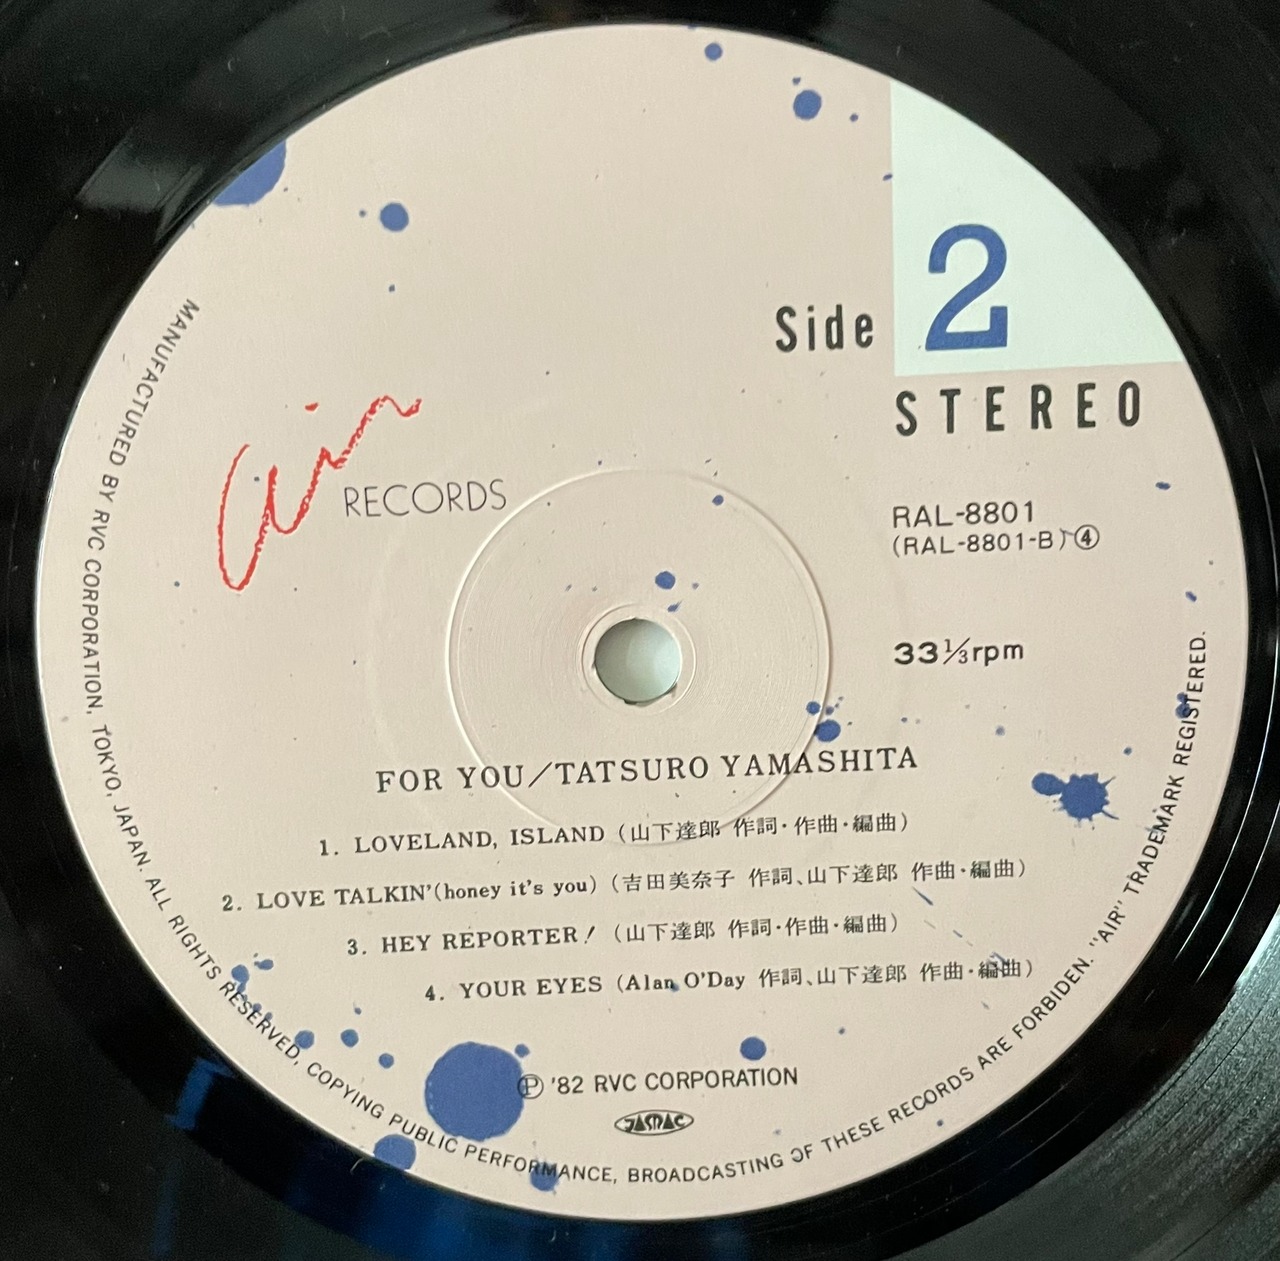 Side 2
STEREO
Air
RECORDS
RAL-8801
(RAL-8801-B) ④
33 1/3 rpm
FOR YOU/TATSURO YAMASHITA
1. LOVELAND, ISLAND (山下達郎 作詞・作曲・編曲)
2. LOVE TALKIN'(honey it's you) (吉田美奈子 作詞、山下達郎 作曲・編曲)
3. HEY REPORTER! (山下達郎 作詞・作曲・編曲)
4. YOUR EYES (Alan O'Day 作詞、山下達郎 作曲・編曲)
Ⓟ '82 RVC CORPORATION
JASRAC
MANUFACTURED BY RVC CORPORATION, TOKYO, JAPAN. ALL RIGHTS RESERVED, COPYING PUBLIC PERFORMANCE, BROADCASTING OF THESE RECORDS ARE FORBIDEN. "AIR" TRADEMARK REGISTERED.